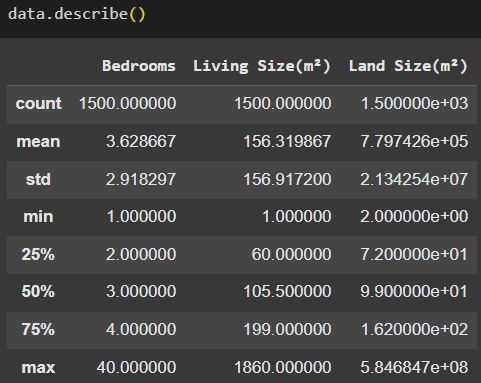 data.describe()
Bedrooms Living Size(m²) Land Size(m²)
count 1500.000000 1500.000000 1.500000e+03
mean 3.628667 156.319867 7.797426e+05
std 2.918297 156.917200 2.134254e+07
min 1.000000 1.000000 2.000000e+00
25% 2.000000 60.000000 7.200000e+01
50% 3.000000 105.500000 9.900000e+01
75% 4.000000 199.000000 1.620000e+02
max 40.000000 1860.000000 5.846847e+08